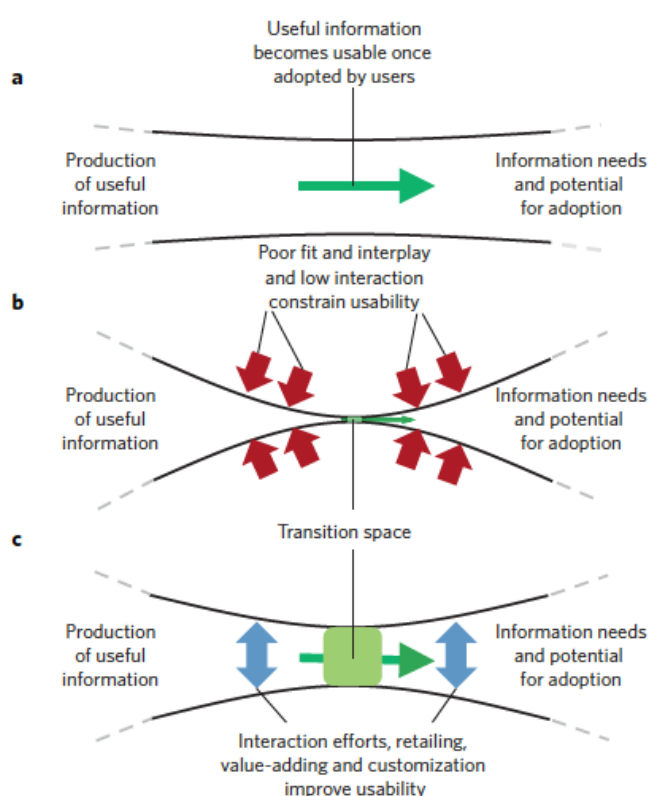 Useful information
becomes usable once
adopted by users
a
Production
of useful
information
Information needs
and potential
for adoption
Poor fit and interplay
and low interaction
constrain usability
b
Production
of useful
information
Information needs
and potential
for adoption
Transition space
c
Production
of useful
information
Information needs
and potential
for adoption
Interaction efforts, retailing,
value-adding and customization
improve usability